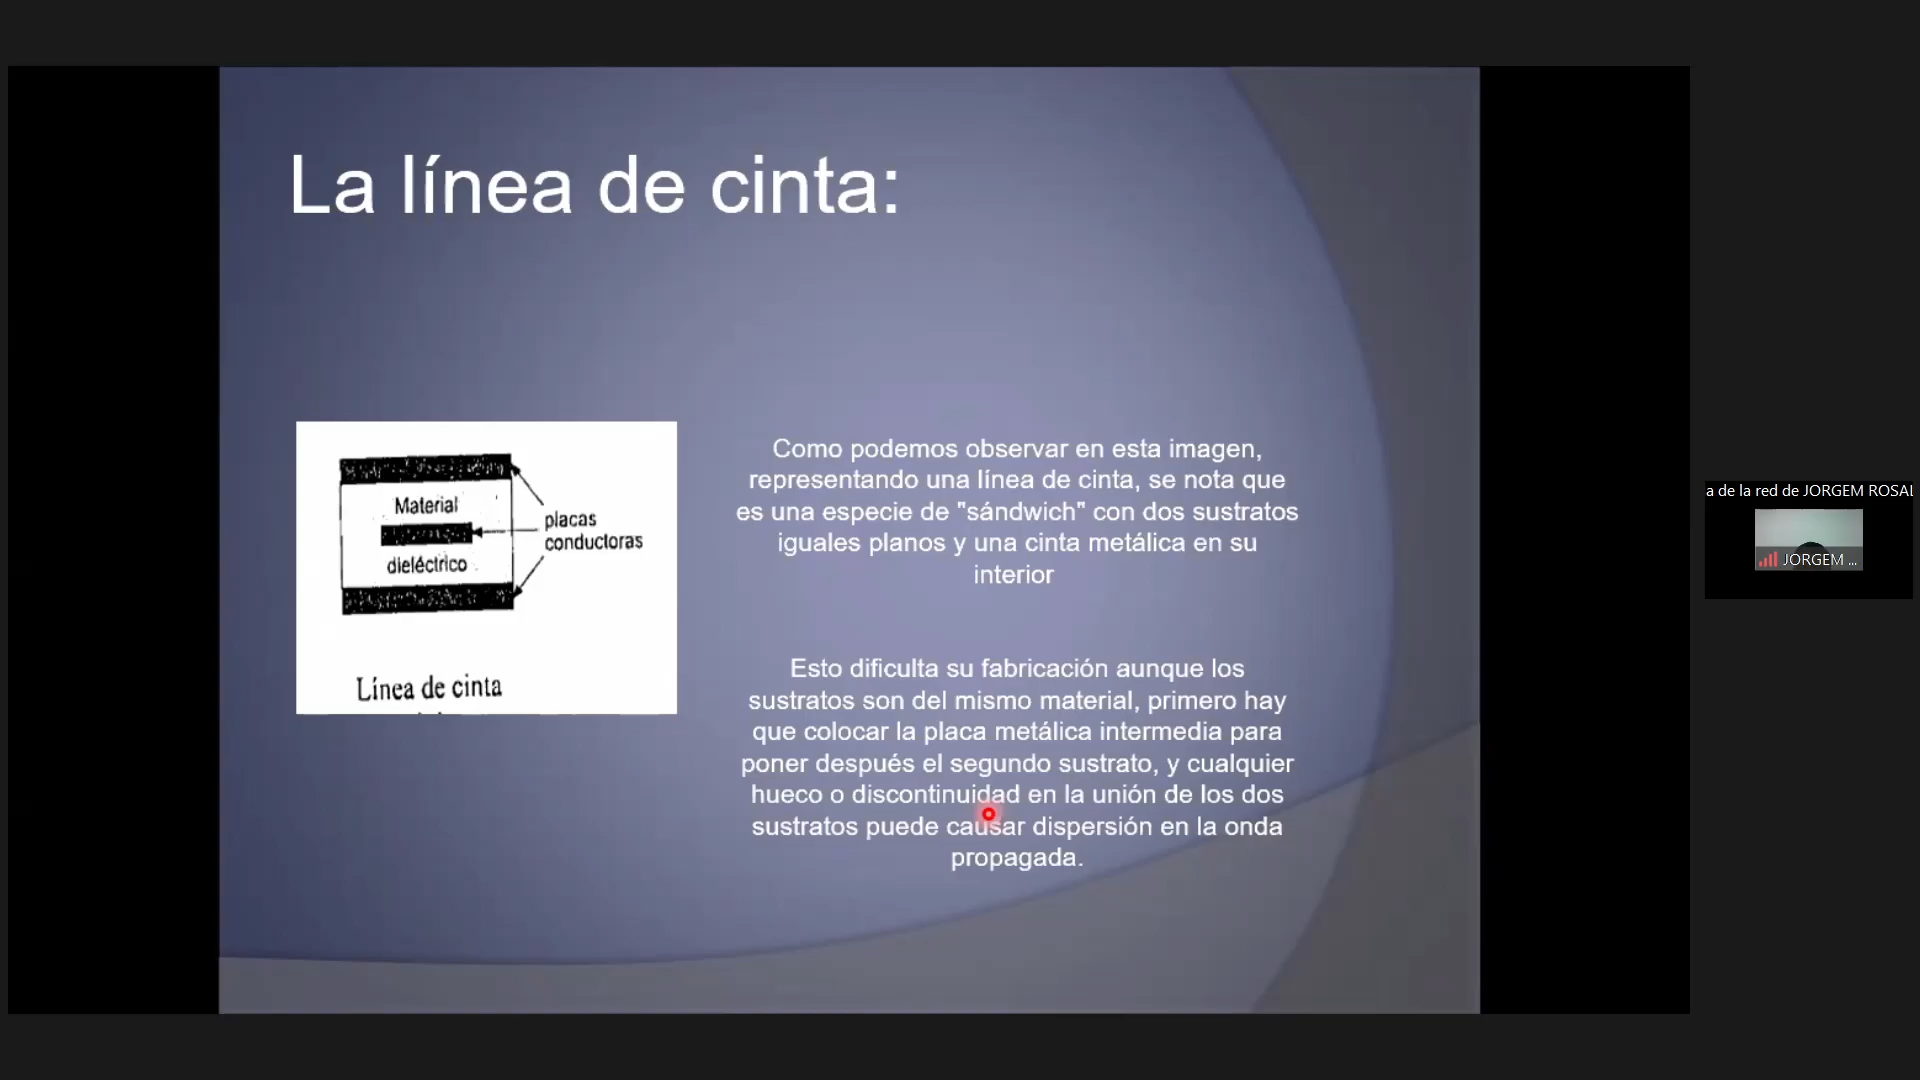 La línea de cinta:
Material
dieléctrico
placas
conductoras
Línea de cinta
Como podemos observar en esta imagen,
representando una línea de cinta, se nota que
es una especie de "sándwich" con dos sustratos
iguales planos y una cinta metálica en su
interior
Esto dificulta su fabricación aunque los
sustratos son del mismo material, primero hay
que colocar la placa metálica intermedia para
poner después el segundo sustrato, y cualquier
hueco o discontinuidad en la unión de los dos
sustratos puede causar dispersión en la onda
propagada.
a de la red de JORGEM ROSAL
JORGEM ...